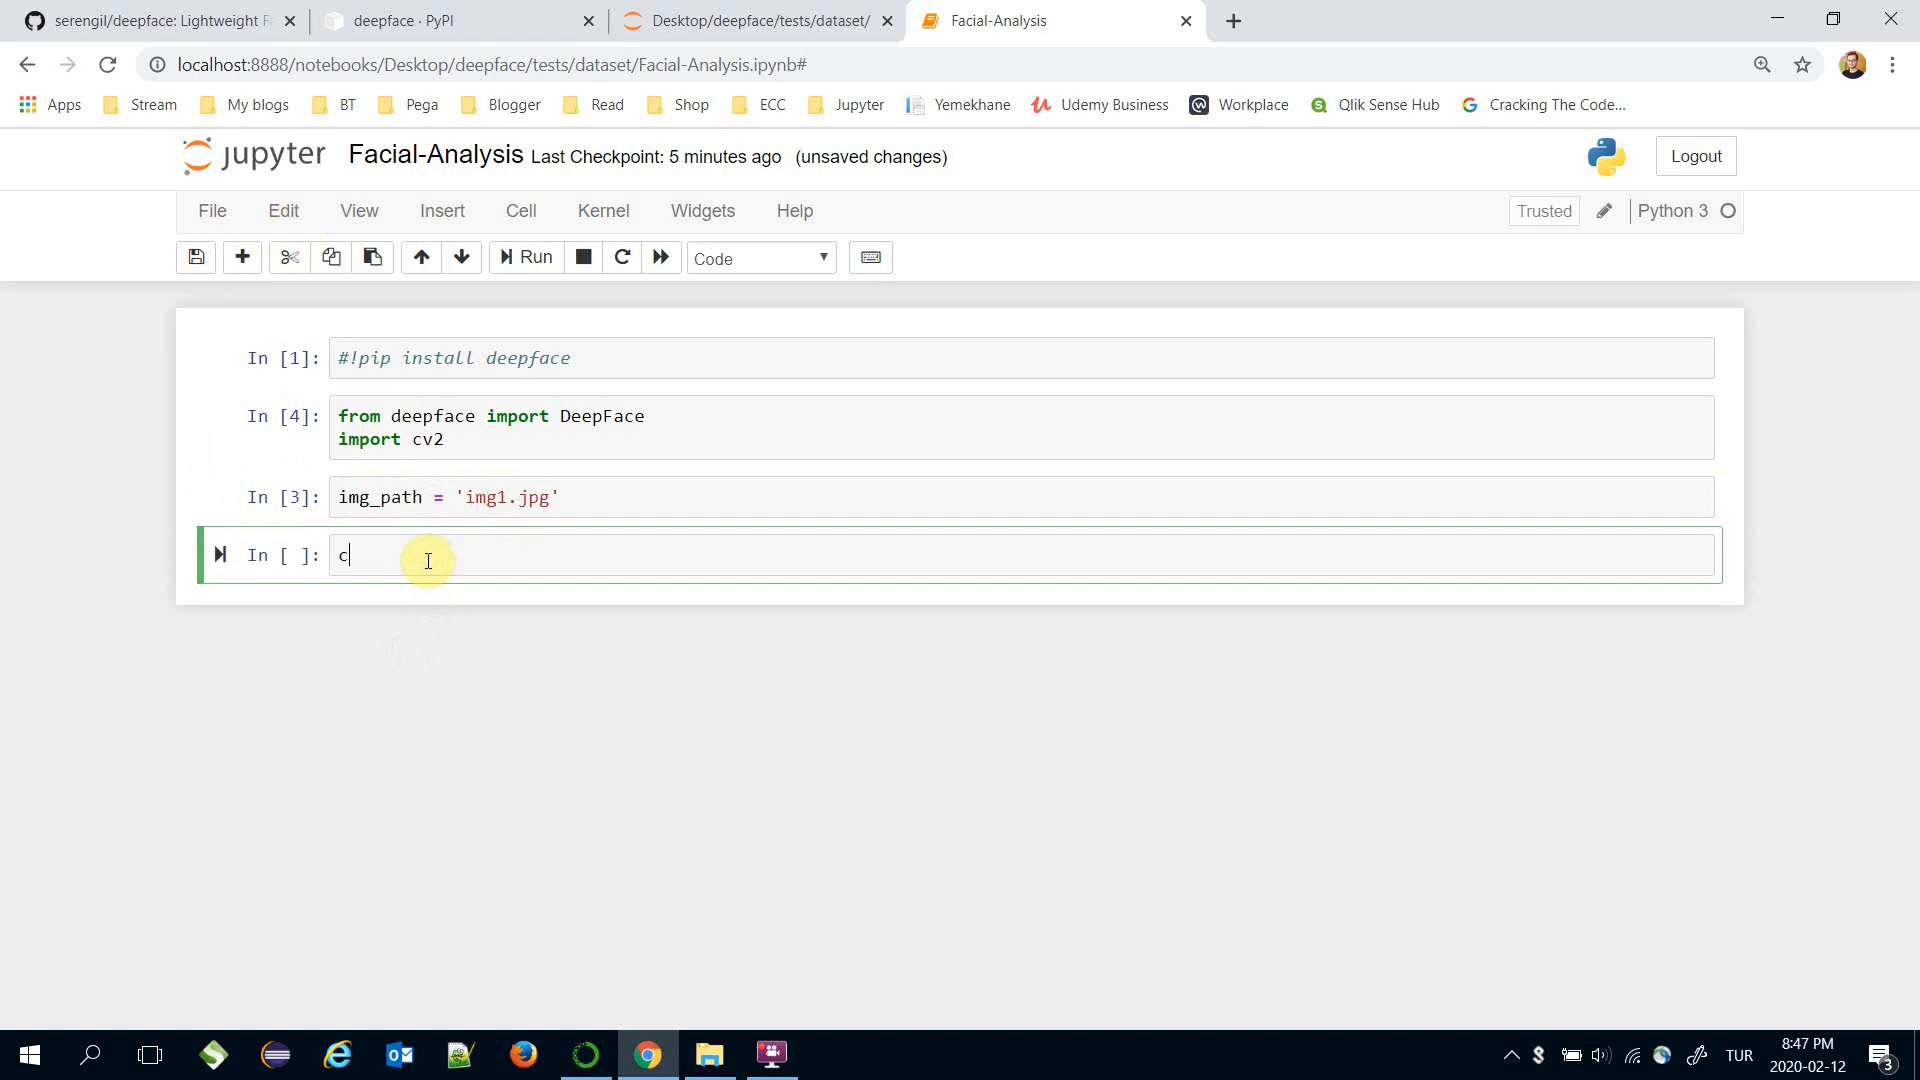 serengil/deepface: Lightweight F
deepface · PyPI
Desktop/deepface/tests/dataset/
Facial-Analysis
localhost:8888/notebooks/Desktop/deepface/tests/dataset/Facial-Analysis.ipynb#
Apps Stream My blogs BT Pega Blogger Read Shop ECC Jupyter Yemekhane Udemy Business Workplace Qlik Sense Hub Cracking The Code...
jupyter Facial-Analysis Last Checkpoint: 5 minutes ago (unsaved changes)
Logout
File Edit View Insert Cell Kernel Widgets Help
Trusted Python 3
Run Code
In [1]: #!pip install deepface
In [4]: from deepface import DeepFace
import cv2
In [3]: img_path = 'img1.jpg'
In [ ]: c
TUR
8:47 PM
2020-02-12
3